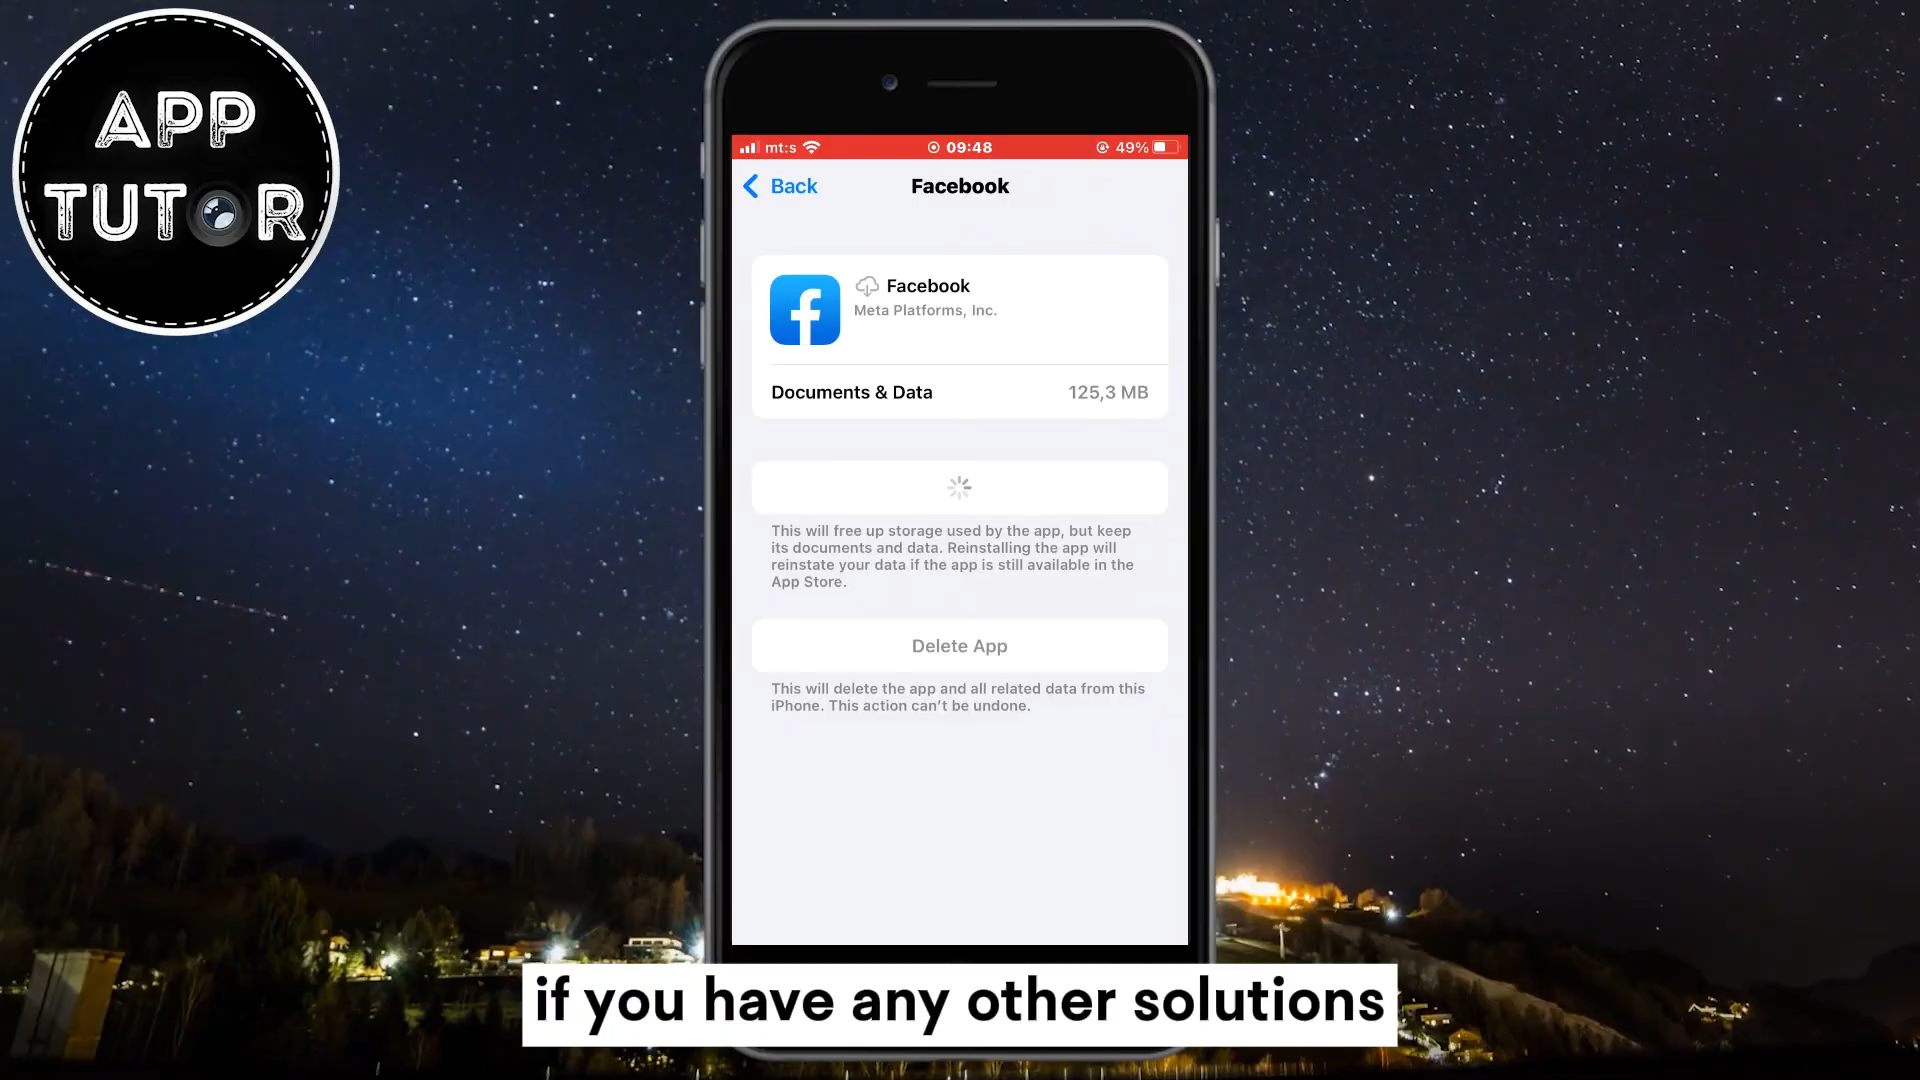 APP
TUTOR
mt:s
09:48
49%
Back
Facebook
Facebook
Meta Platforms, Inc.
Documents & Data
125,3 MB
This will free up storage used by the app, but keep
its documents and data. Reinstalling the app will
reinstate your data if the app is still available in the
App Store.
Delete App
This will delete the app and all related data from this
iPhone. This action can't be undone.
if you have any other solutions